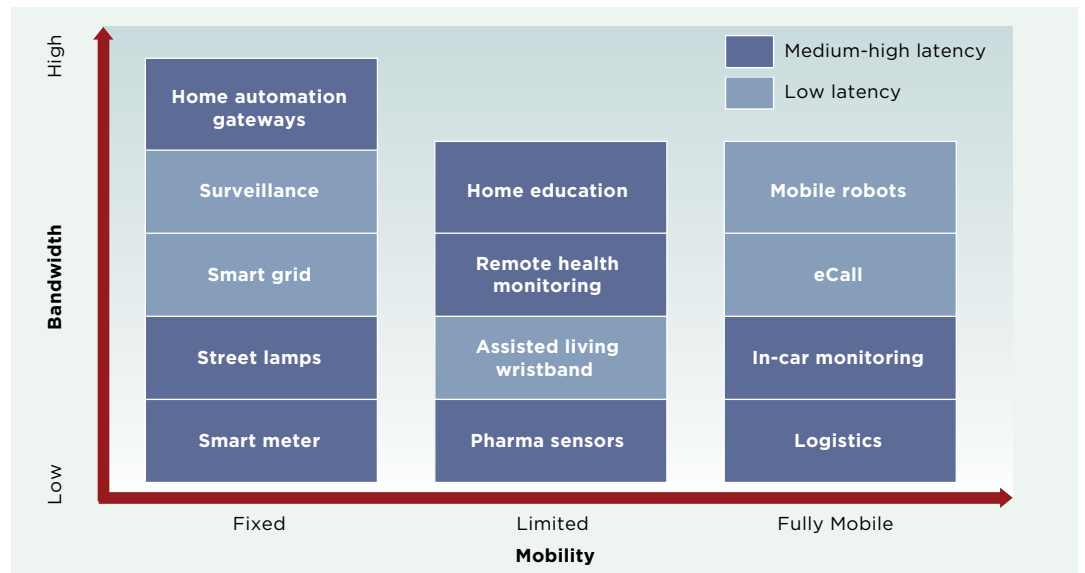 High
Bandwidth
Low
Medium-high latency
Low latency
Home automation
gateways
Surveillance
Smart grid
Street lamps
Smart meter
Home education
Remote health
monitoring
Assisted living
wristband
Pharma sensors
Mobile robots
eCall
In-car monitoring
Logistics
Fixed
Limited
Fully Mobile
Mobility